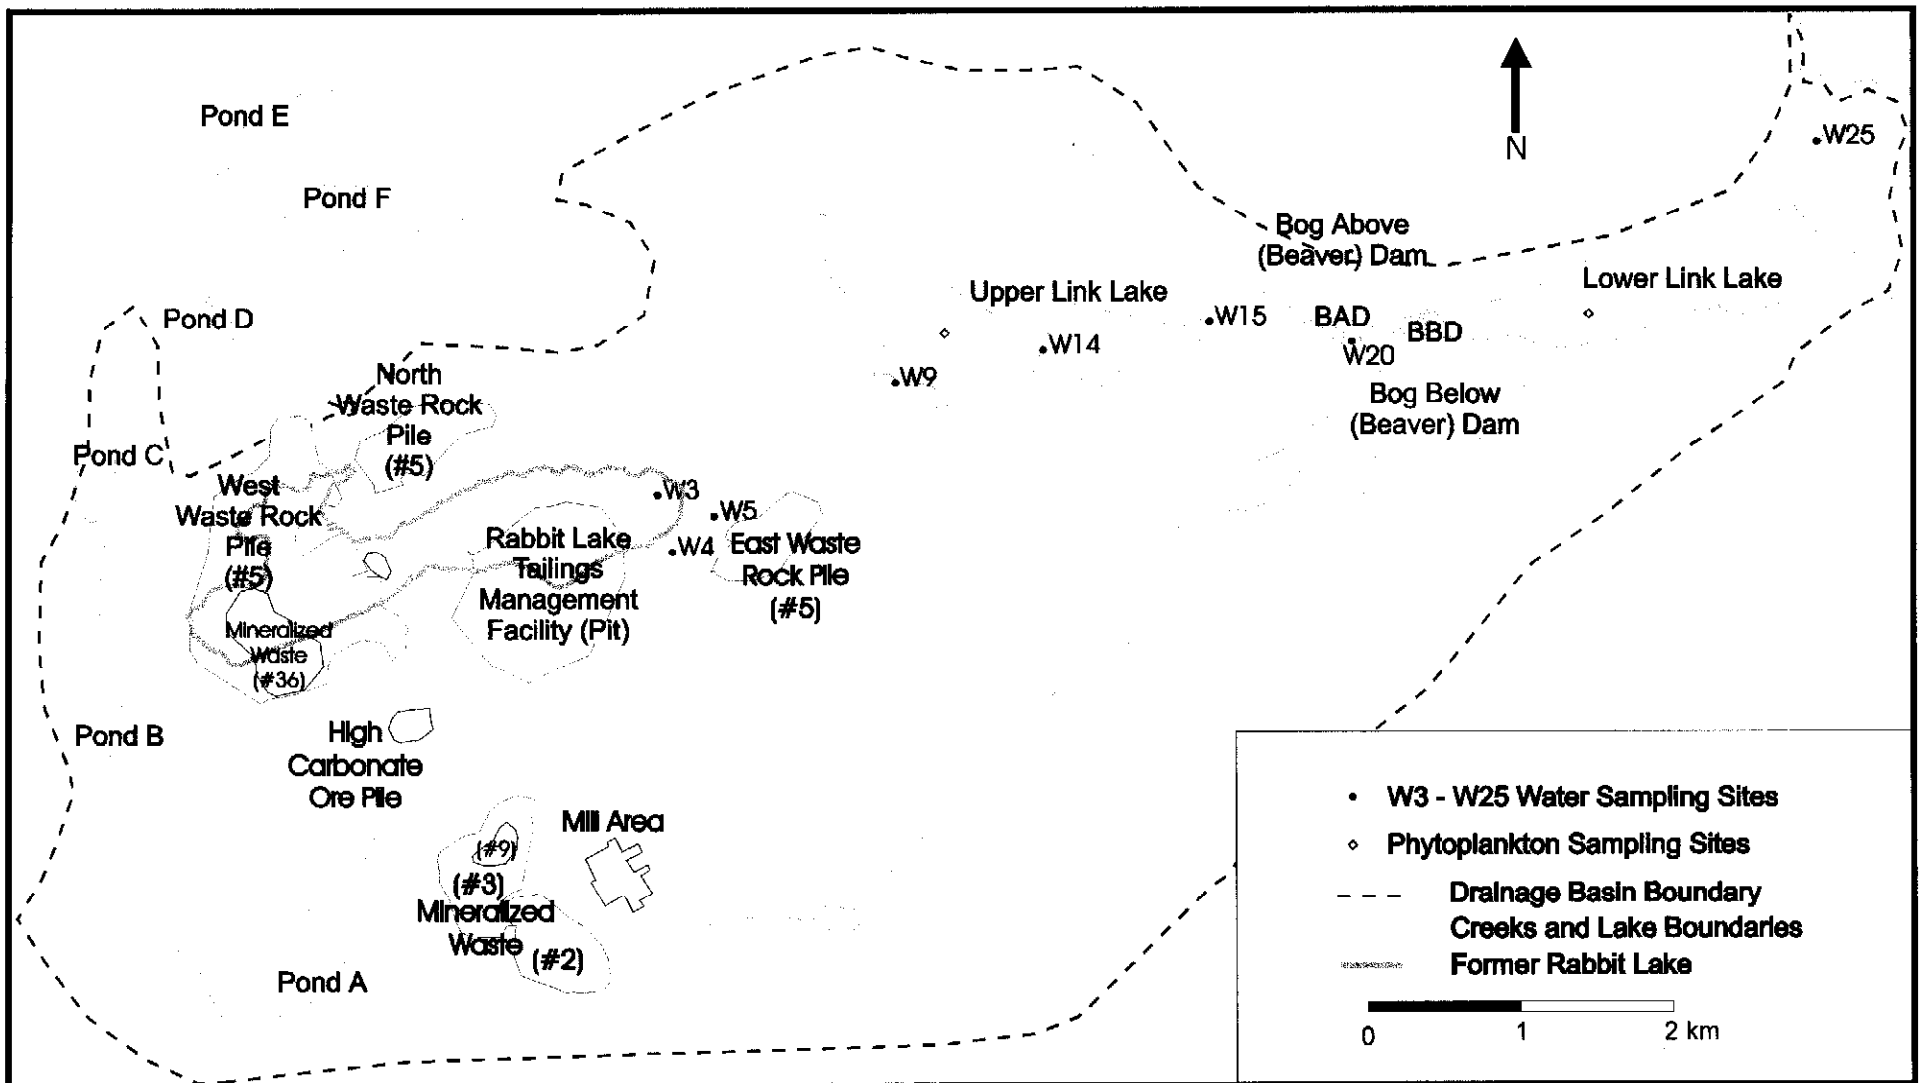 Pond E
Pond F
N
W25
Bog Above
(Beaver) Dam
Lower Link Lake
Upper Link Lake
Pond D
W15
BAD
BBD
W14
W20
W9
North
Waste Rock
Pile
(#5)
Bog Below
(Beaver) Dam
Pond C
West
Waste Rock
Pile
(#5)
W3
W5
W4
Rabbit Lake
Tailings
Management
Facility (Pit)
East Waste
Rock Pile
(#5)
Mineralized
Waste
(#36)
Pond B
High
Carbonate
Ore Pile
Mill Area
(#9)
(#3)
Mineralized
Waste
(#2)
Pond A
W3 - W25 Water Sampling Sites
Phytoplankton Sampling Sites
Drainage Basin Boundary
Creeks and Lake Boundaries
Former Rabbit Lake
0 1 2 km